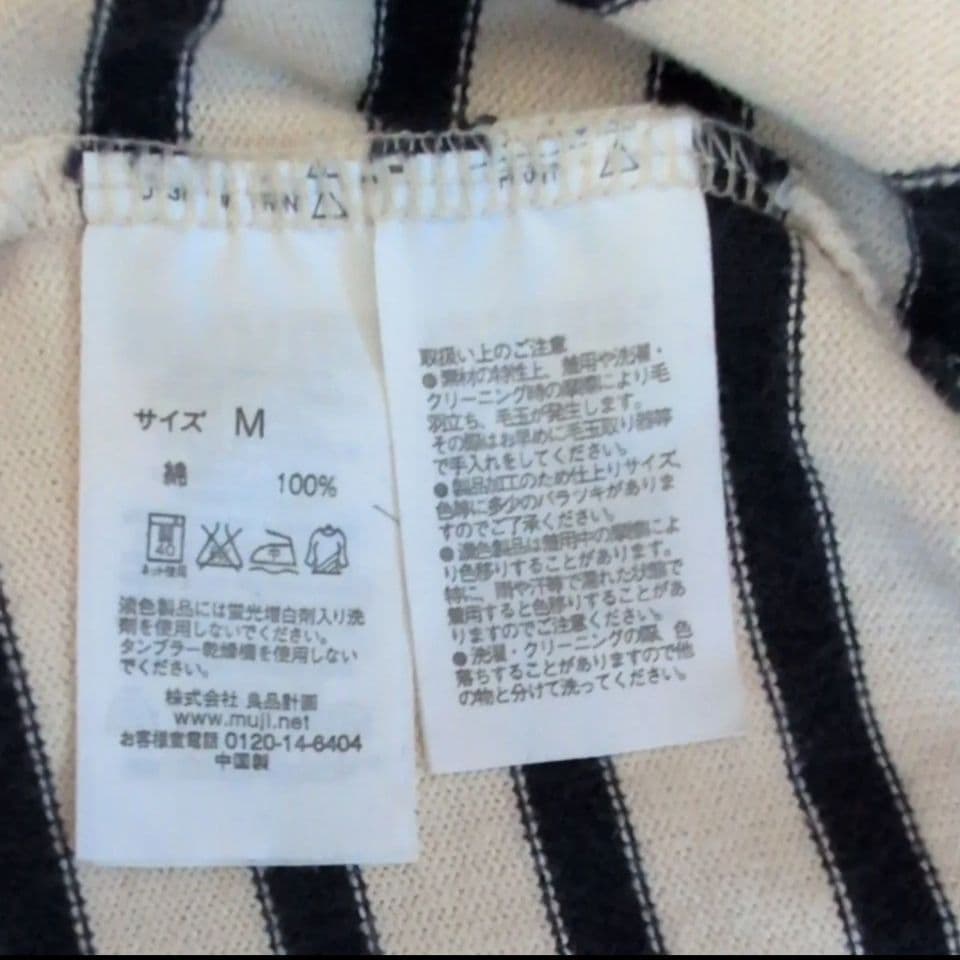 サイズ M
綿 100%
40
ネット使用
濃色製品には蛍光増白剤入り洗
剤を使用しないでください。
タンブラー乾燥機を使用しない
でください。
株式会社 良品計画
www.muji.net
お客様室電話 0120-14-6404
中国製
取扱い上のご注意
●素材の特性上、着用や洗濯・
クリーニング時の摩擦により毛
羽立ち、毛玉が発生します。
その際はお早めに毛玉取り器等
で手入れをしてください。
●製品加工のため仕上りサイズ、
色時に多少のバラツキがありま
すのでご了承ください。
●濃色製品は着用中の摩擦によ
り色移りすることがあります。
特に、雨や汗等で濡れた状態で
着用すると色移りすることがあ
りますのでご注意ください。
●洗濯・クリーニングの際、色
落ちすることがありますので他
の物と分けて洗ってください。